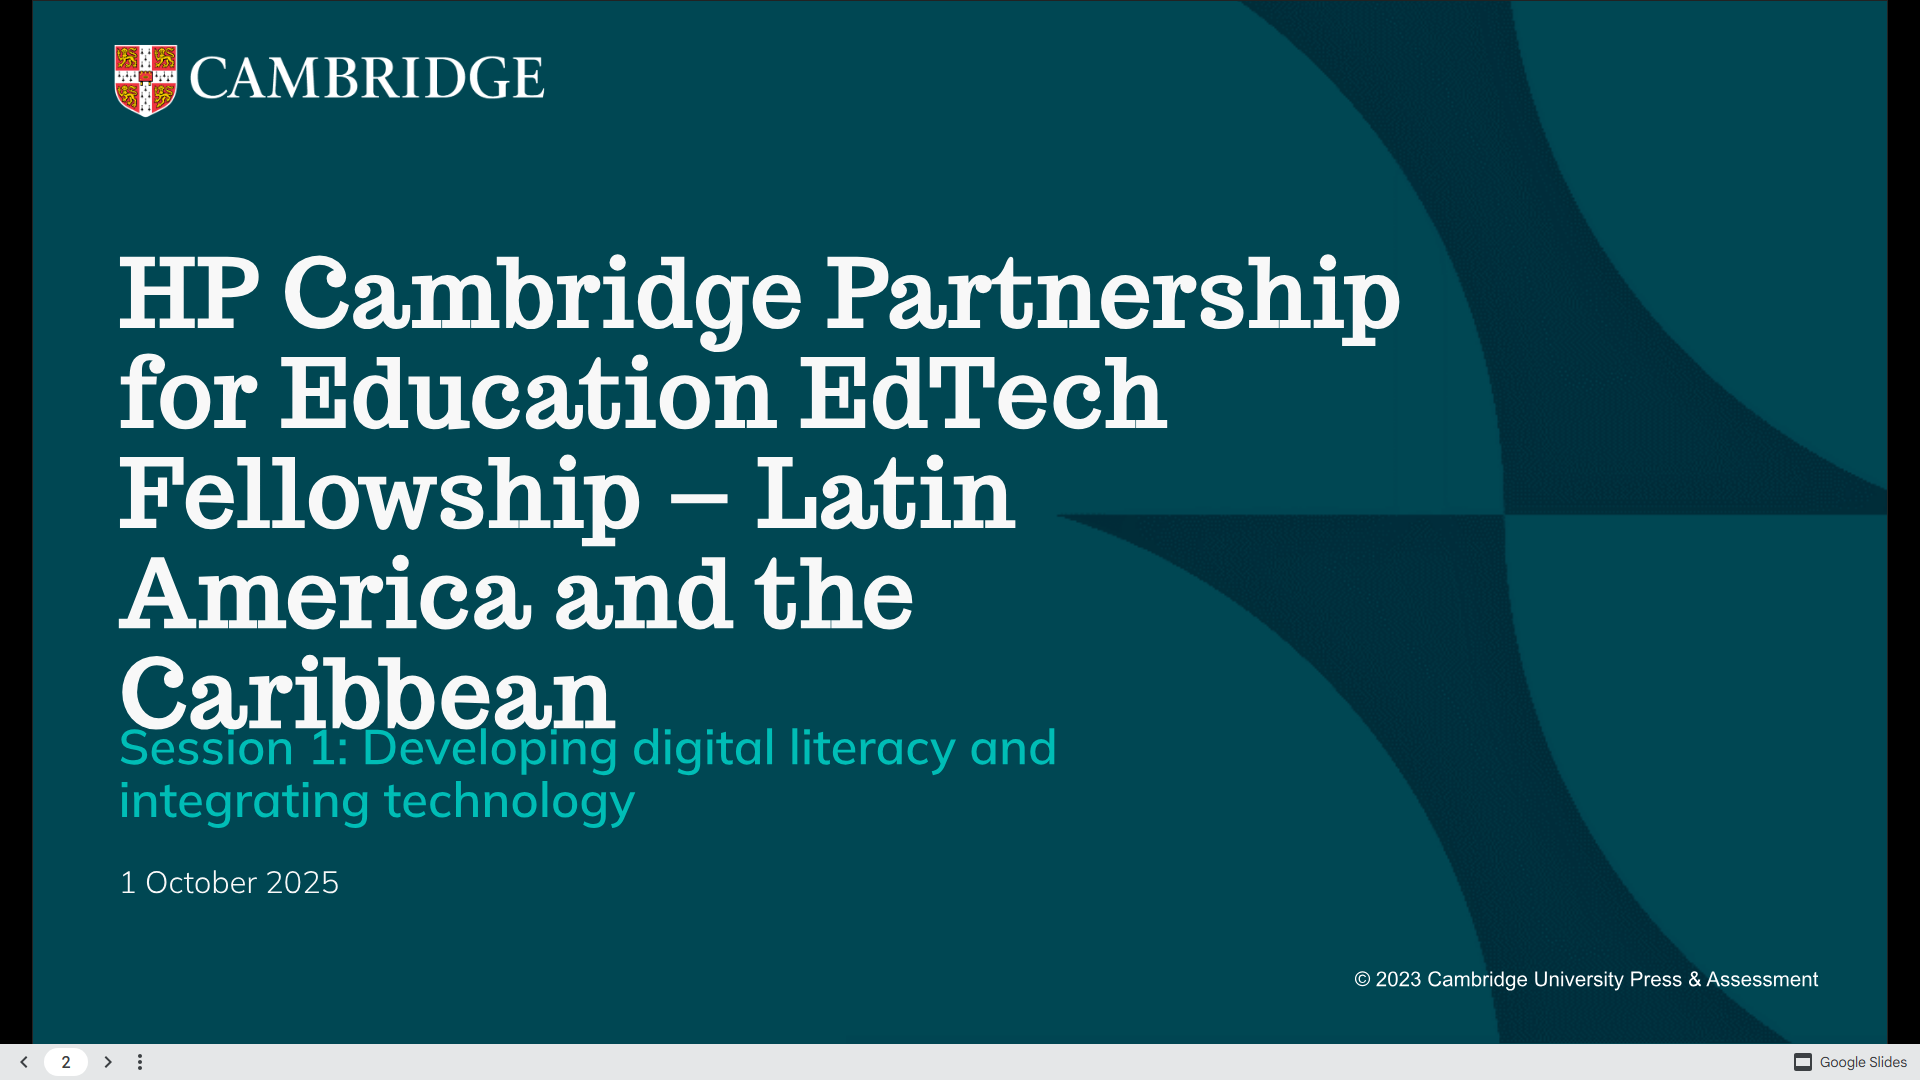 CAMBRIDGE
HP Cambridge Partnership
for Education EdTech
Fellowship – Latin
America and the
Caribbean
Session 1: Developing digital literacy and
integrating technology
1 October 2025
© 2023 Cambridge University Press & Assessment
2
Google Slides